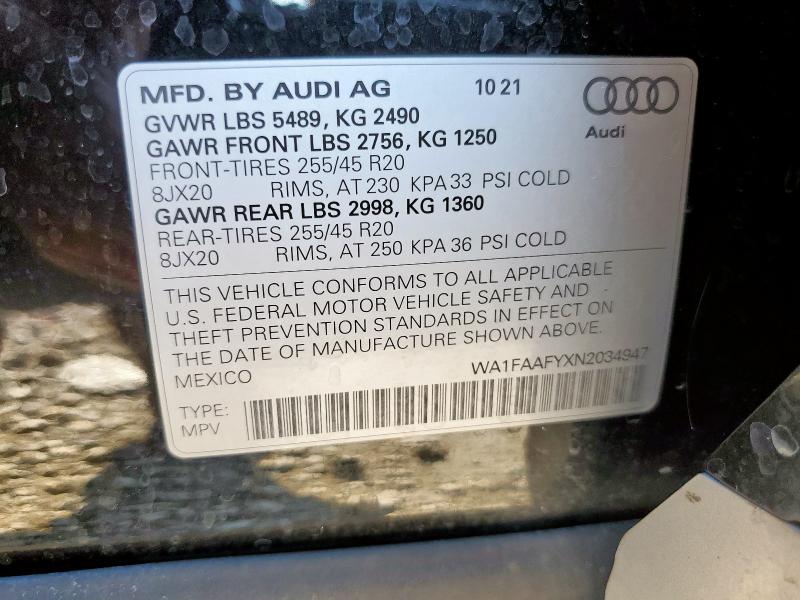 MFD. BY AUDI AG 10 21
Audi
GVWR LBS 5489, KG 2490
GAWR FRONT LBS 2756, KG 1250
FRONT-TIRES 255/45 R20
8JX20 RIMS, AT 230 KPA 33 PSI COLD
GAWR REAR LBS 2998, KG 1360
REAR-TIRES 255/45 R20
8JX20 RIMS, AT 250 KPA 36 PSI COLD
THIS VEHICLE CONFORMS TO ALL APPLICABLE
U.S. FEDERAL MOTOR VEHICLE SAFETY AND
THEFT PREVENTION STANDARDS IN EFFECT ON
THE DATE OF MANUFACTURE SHOWN ABOVE.
MEXICO WA1FAAFYXN2034947
TYPE:
MPV